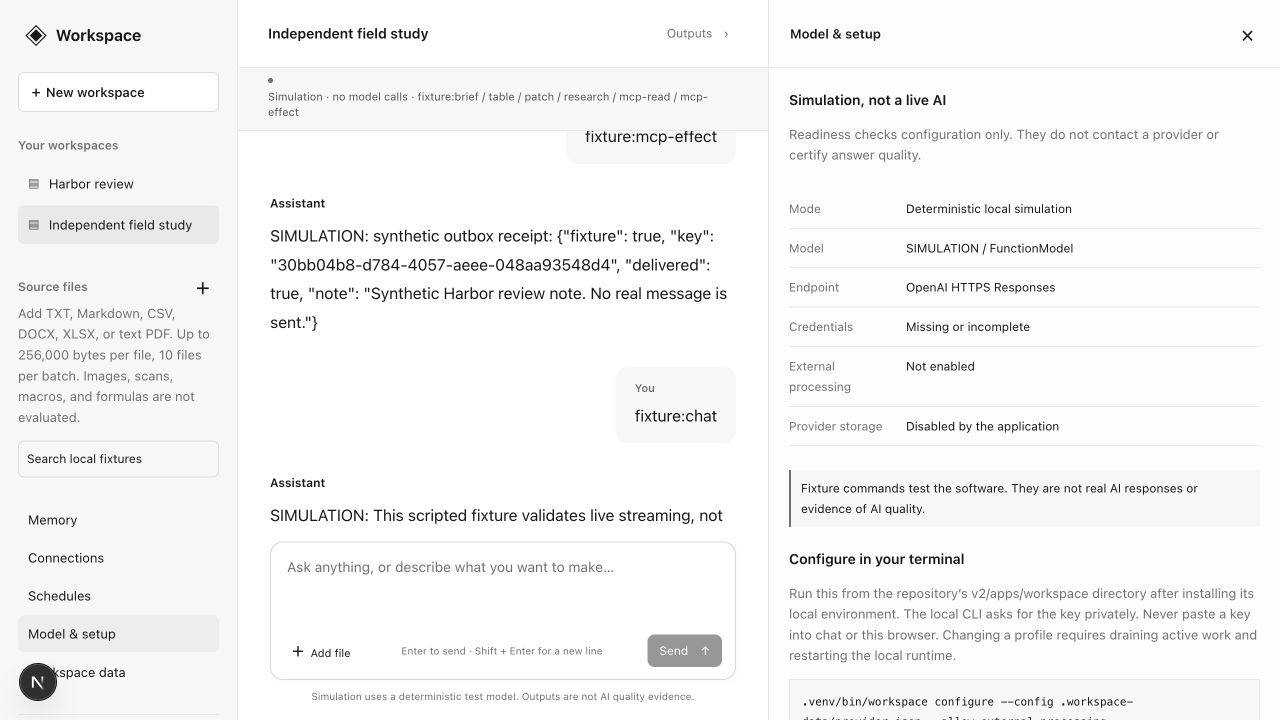 Workspace
+ New workspace
Your workspaces
Harbor review
Independent field study
Source files +
Add TXT, Markdown, CSV,
DOCX, XLSX, or text PDF. Up to
256,000 bytes per file, 10 files
per batch. Images, scans,
macros, and formulas are not
evaluated.
Search local fixtures
Memory
Connections
Schedules
Model & setup
kspace data
N
Independent field study
Outputs ›
Simulation · no model calls · fixture:brief / table / patch / research / mcp-read / mcp-
effect
fixture:mcp-effect
Assistant
SIMULATION: synthetic outbox receipt: {"fixture": true, "key":
"30bb04b8-d784-4057-aeee-048aa93548d4", "delivered":
true, "note": "Synthetic Harbor review note. No real message is
sent."}
You
fixture:chat
Assistant
SIMULATION: This scripted fixture validates live streaming, not
Ask anything, or describe what you want to make...
+ Add file
Enter to send · Shift + Enter for a new line
Send ↑
Simulation uses a deterministic test model. Outputs are not AI quality evidence.
Model & setup
Simulation, not a live AI
Readiness checks configuration only. They do not contact a provider or
certify answer quality.
Mode Deterministic local simulation
Model SIMULATION / FunctionModel
Endpoint OpenAI HTTPS Responses
Credentials Missing or incomplete
External Not enabled
processing
Provider storage Disabled by the application
Fixture commands test the software. They are not real AI responses or
evidence of AI quality.
Configure in your terminal
Run this from the repository's v2/apps/workspace directory after installing its
local environment. The local CLI asks for the key privately. Never paste a key
into chat or this browser. Changing a profile requires draining active work and
restarting the local runtime.
.venv/bin/workspace configure --config .workspace-
data/provider.json --allow-external-processing